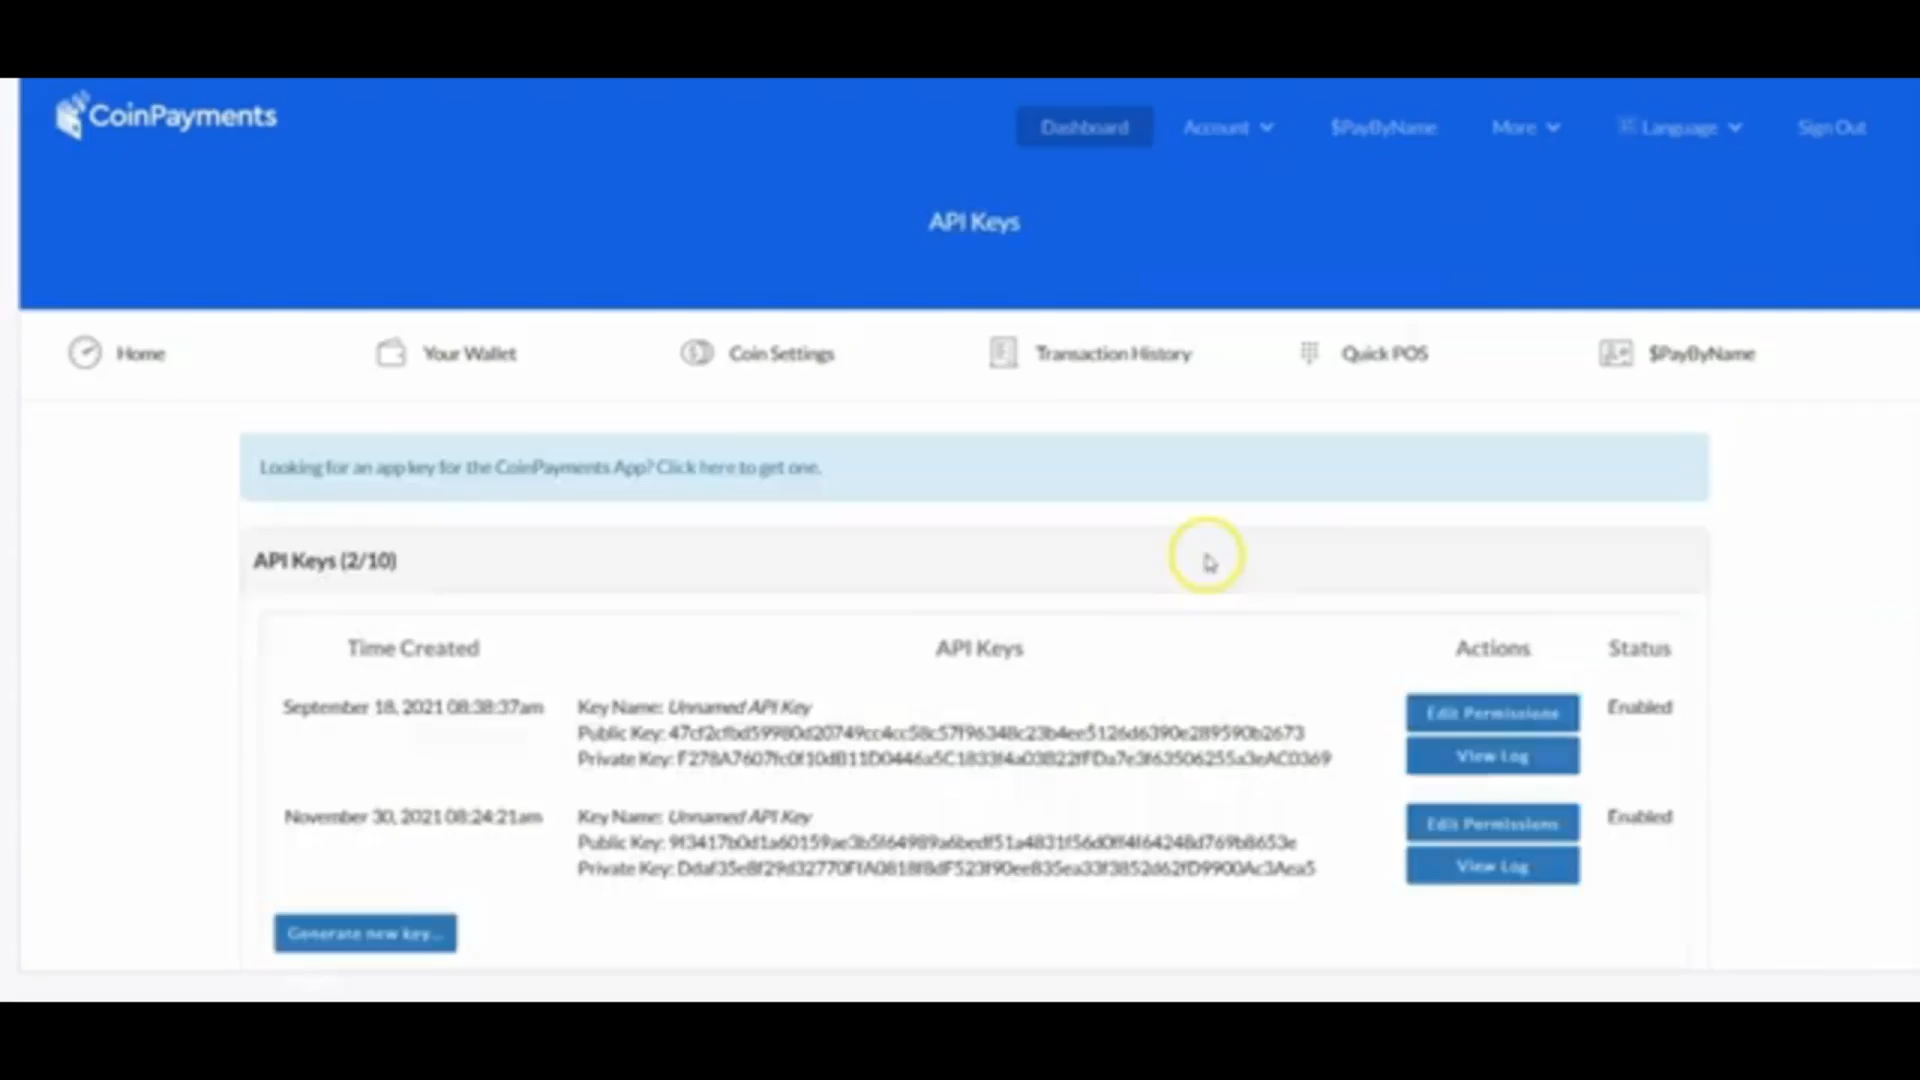 CoinPayments
Dashboard
Account
$PayByName
More
Language
Sign Out
API Keys
Home
Your Wallet
Coin Settings
Transaction History
Quick POS
$PayByName
Looking for an app key for the CoinPayments App? Click here to get one.
API Keys (2/10)
Time Created
API Keys
Actions
Status
September 18, 2021 08:38:37am
Key Name: Unnamed API Key
Public Key:
Private Key:
Edit Permissions
View Log
Enabled
November 30, 2021 08:24:21am
Key Name: Unnamed API Key
Public Key:
Private Key:
Edit Permissions
View Log
Enabled
Generate new key...